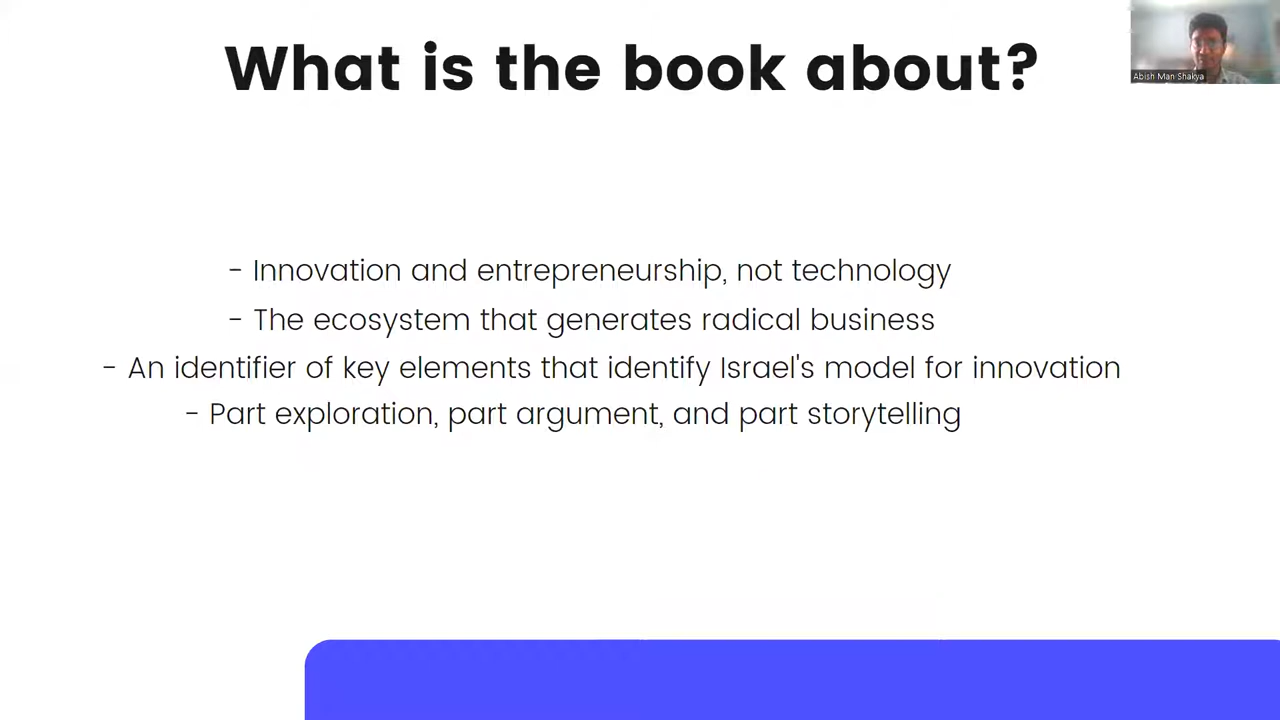 What is the book about?
Abish Man Shakya
- Innovation and entrepreneurship, not technology
- The ecosystem that generates radical business
- An identifier of key elements that identify Israel's model for innovation
- Part exploration, part argument, and part storytelling